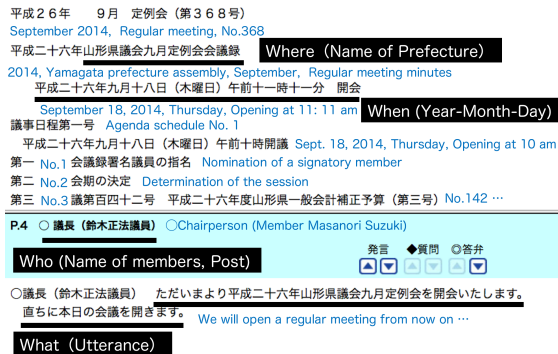 平成２６年　　９月　定例会（第３６８号）
September 2014, Regular meeting, No.368
平成二十六年山形県議会九月定例会会議録 Where（Name of Prefecture）
2014, Yamagata prefecture assembly, September, Regular meeting minutes
平成二十六年九月十八日（木曜日）午前十一時十一分　開会
September 18, 2014, Thursday, Opening at 11: 11 am When (Year-Month-Day)
議事日程第一号 Agenda schedule No. 1
平成二十六年九月十八日（木曜日）午前十時開議 Sept. 18, 2014, Thursday, Opening at 10 am
第一 No.1 会議録署名議員の指名 Nomination of a signatory member
第二 No.2 会期の決定 Determination of the session
第三 No.3 議第百四十二号　平成二十六年度山形県一般会計補正予算（第三号） No.142 …
P.4 ○ 議長（鈴木正法議員） ○Chairperson (Member Masanori Suzuki)
Who (Name of members, Post) 発言 ◆質問 ◎答弁
○議長（鈴木正法議員）　ただいまより平成二十六年山形県議会九月定例会を開会いたします。
直ちに本日の会議を開きます。 We will open a regular meeting from now on …
What（Utterance）